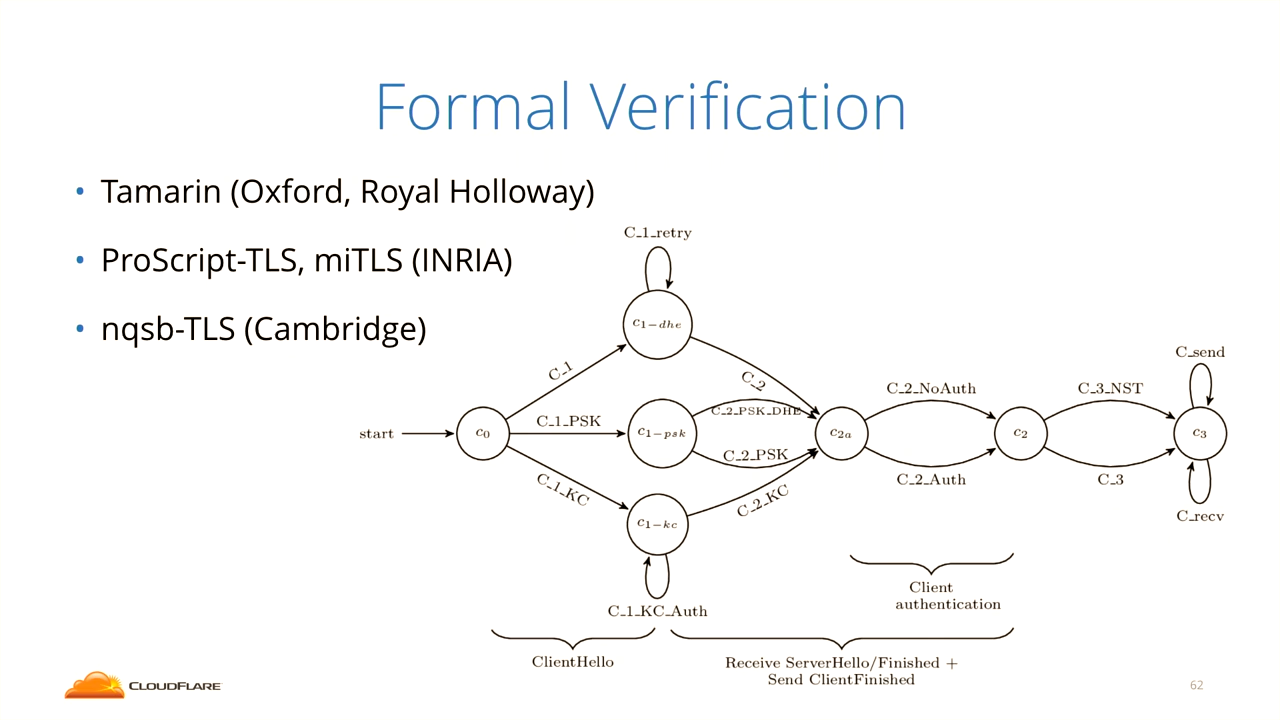 Formal Verification
• Tamarin (Oxford, Royal Holloway)
• ProScript-TLS, miTLS (INRIA)
• nqsb-TLS (Cambridge)
C_1_retry
c1−dhe
C_1
C_2
C_send
C_2_NoAuth
C_3_NST
C_2_PSK_DHE
C_1_PSK
start
c0
c1−psk
c2a
c2
c3
C_2_PSK
C_2_Auth
C_3
C_1_KC
C_2_KC
C_recv
c1−kc
Client
authentication
C_1_KC_Auth
ClientHello
Receive ServerHello/Finished +
Send ClientFinished
CLOUDFLARE
62